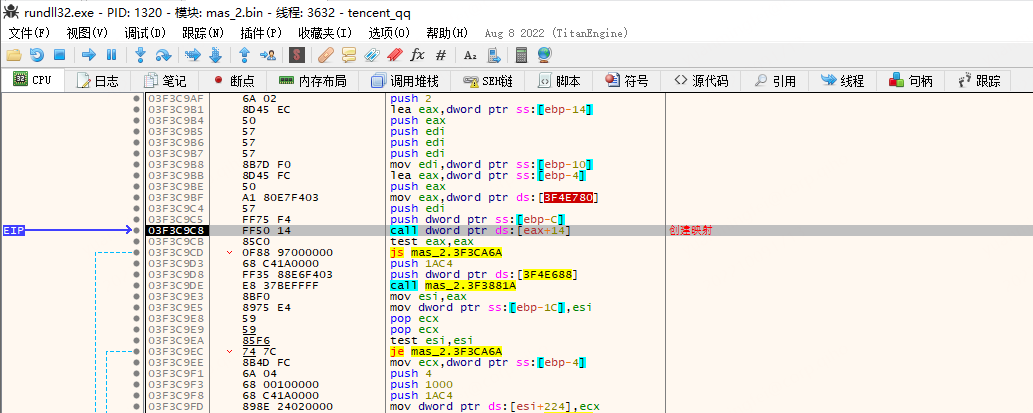 rundll32.exe - PID: 1320 - 模块: mas_2.bin - 线程: 3632 - tencent_qq
文件(F) 视图(V) 调试(D) 跟踪(N) 插件(P) 收藏夹(I) 选项(O) 帮助(H) Aug 8 2022 (TitanEngine)
CPU 日志 笔记 断点 内存布局 调用堆栈 SEH链 脚本 符号 源代码 引用 线程 句柄 跟踪
03F3C9AF 6A 02 push 2
03F3C9B1 8D45 EC lea eax,dword ptr ss:[ebp-14]
03F3C9B4 50 push eax
03F3C9B5 57 push edi
03F3C9B6 57 push edi
03F3C9B7 57 push edi
03F3C9B8 8B7D F0 mov edi,dword ptr ss:[ebp-10]
03F3C9BB 8D45 FC lea eax,dword ptr ss:[ebp-4]
03F3C9BE 50 push eax
03F3C9BF A1 80E7F403 mov eax,dword ptr ds:[3F4E780]
03F3C9C4 57 push edi
03F3C9C5 FF75 F4 push dword ptr ss:[ebp-C]
EIP 03F3C9C8 FF50 14 call dword ptr ds:[eax+14] 创建映射
03F3C9CB 85C0 test eax,eax
03F3C9CD 0F88 97000000 js mas_2.3F3CA6A
03F3C9D3 68 C41A0000 push 1AC4
03F3C9D8 FF35 88E6F403 push dword ptr ds:[3F4E688]
03F3C9DE E8 37BEFFFF call mas_2.3F3881A
03F3C9E3 8BF0 mov esi,eax
03F3C9E5 8975 E4 mov dword ptr ss:[ebp-1C],esi
03F3C9E8 59 pop ecx
03F3C9E9 59 pop ecx
03F3C9EA 85F6 test esi,esi
03F3C9EC 74 7C je mas_2.3F3CA6A
03F3C9EE 8B4D FC mov ecx,dword ptr ss:[ebp-4]
03F3C9F1 6A 04 push 4
03F3C9F3 68 00100000 push 1000
03F3C9F8 68 C41A0000 push 1AC4
03F3C9FD 898E 24020000 mov dword ptr ds:[esi+224],ecx